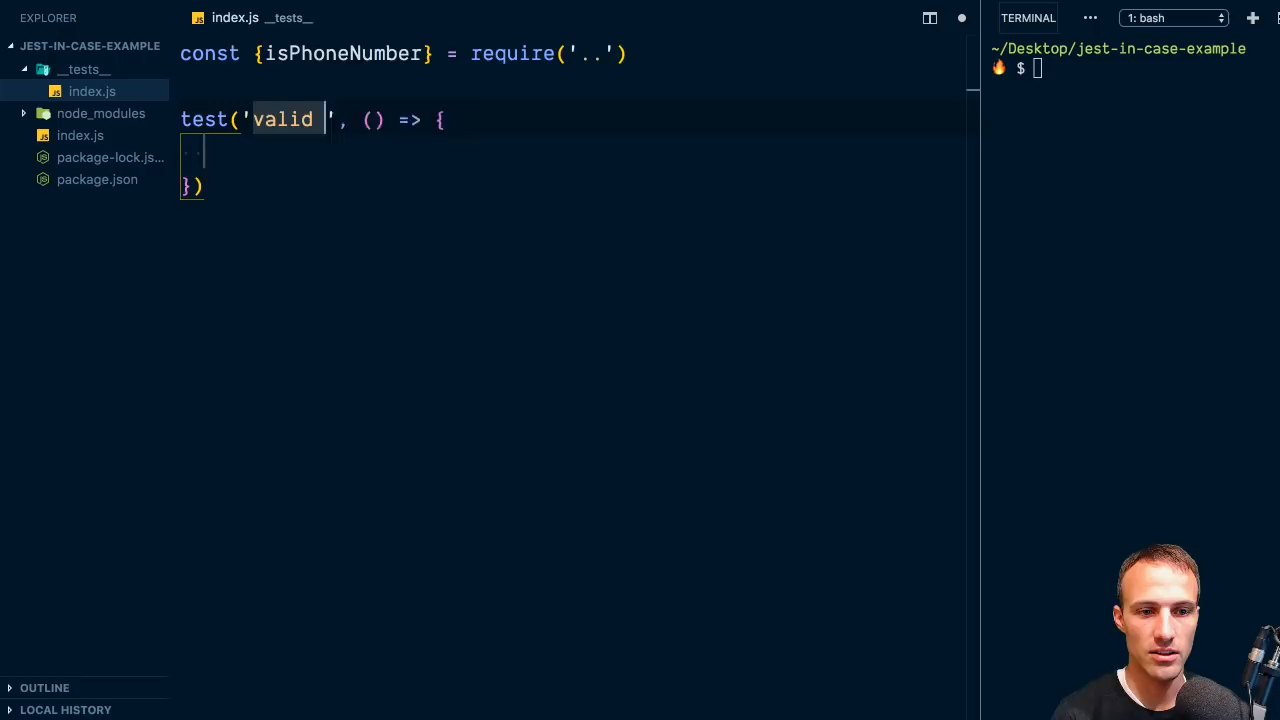 EXPLORER
JEST-IN-CASE-EXAMPLE
__tests__
index.js
node_modules
index.js
package-lock.js...
package.json
OUTLINE
LOCAL HISTORY
index.js __tests__
const {isPhoneNumber} = require('..')
test('valid ', () => {
})
TERMINAL
1: bash
~/Desktop/jest-in-case-example
$